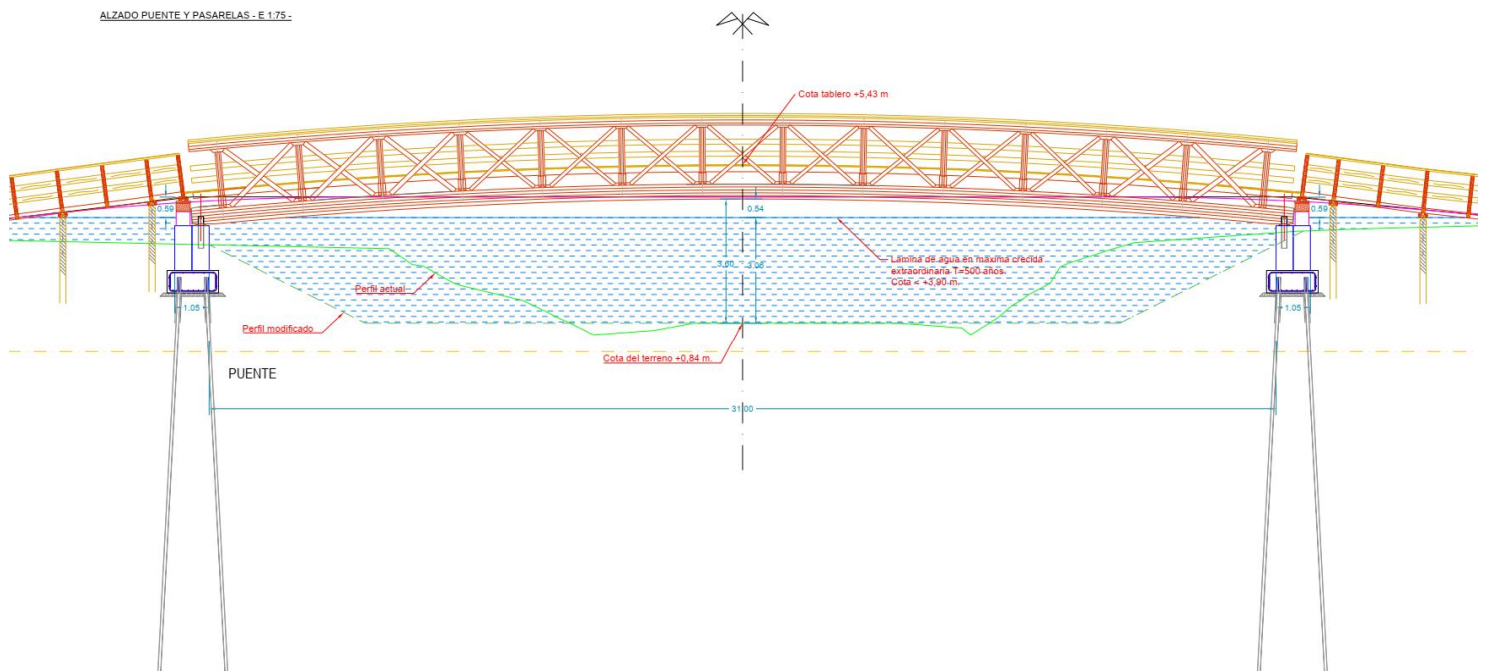 ALZADO PUENTE Y PASARELAS - E 1:75 -
Cota tablero +5,43 m
0.59
0.54
0.59
3.60
3.06
Lámina de agua en máxima crecida
extraordinaria T=500 años.
Cota < +3,90 m.
Perfil actual
1.05
1.05
Perfil modificado
Cota del terreno +0,84 m.
PUENTE
31.00